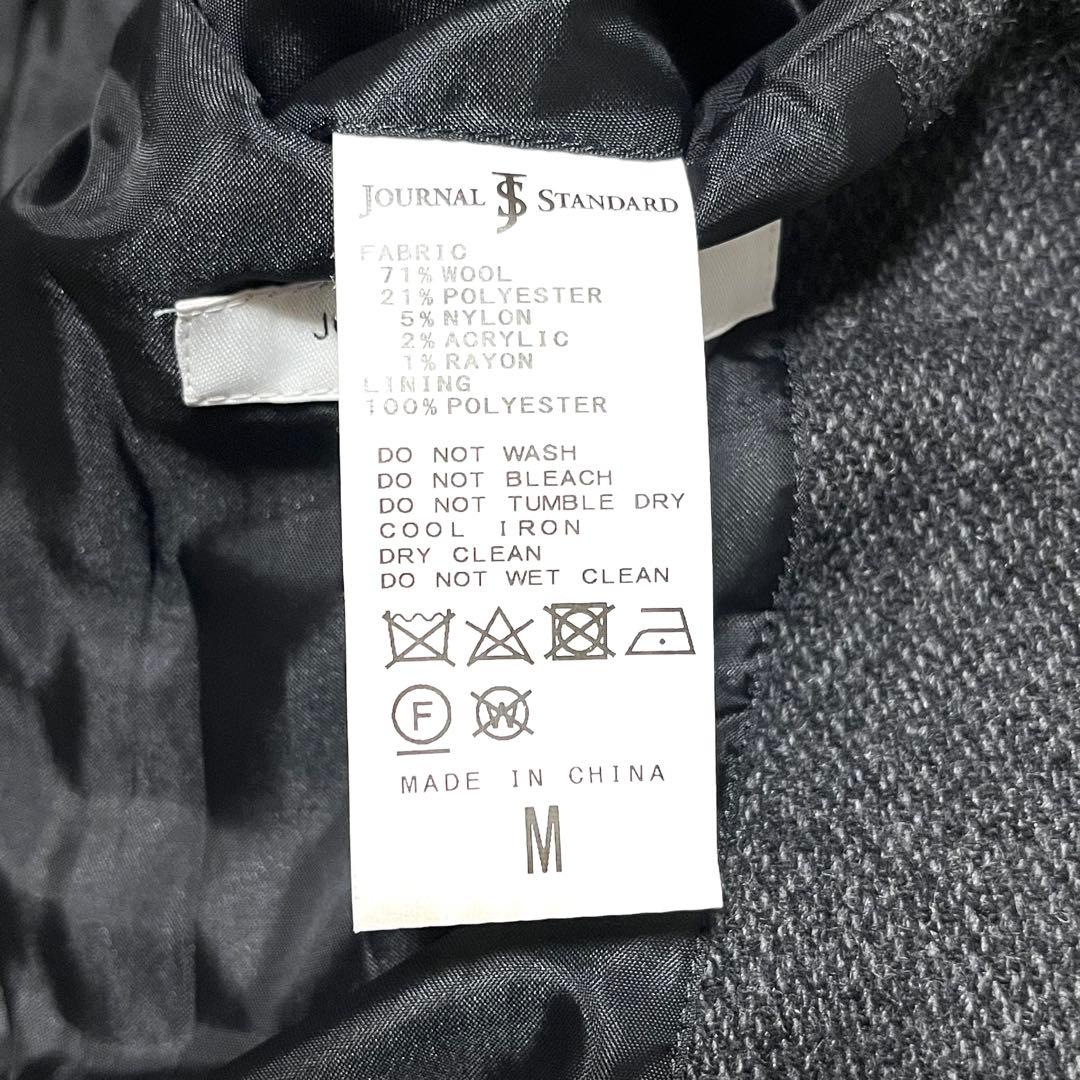 JOURNAL JS STANDARD
FABRIC
71% WOOL
21% POLYESTER
5% NYLON
2% ACRYLIC
1% RAYON
LINING
100% POLYESTER
DO NOT WASH
DO NOT BLEACH
DO NOT TUMBLE DRY
COOL IRON
DRY CLEAN
DO NOT WET CLEAN
F W
MADE IN CHINA
M